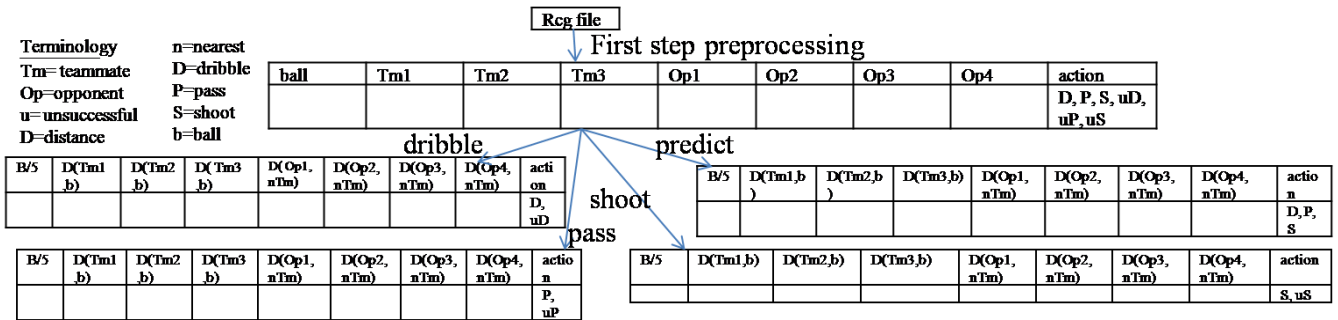 Rcg file
First step preprocessing
Terminology
n=nearest
Tm= teammate
D=dribble
Op=opponent
P=pass
u=unsuccessful
S=shoot
D=distance
b=ball
ball Tm1 Tm2 Tm3 Op1 Op2 Op3 Op4 action
D, P, S, uD,
uP, uS
dribble
predict
shoot
pass
B/5 D(Tm1 D(Tm2 D( Tm3 D(Op1, D(Op2, D(Op3, D(Op4, acti
,b) ,b) ,b) nTm) nTm) nTm) nTm) on
D,
uD
B/5 D(Tm1,b D(Tm2,b D(Tm3,b) D(Op1, D(Op2, D(Op3, D(Op4, actio
) ) nTm) nTm) nTm) nTm) n
D, P,
S
B/5 D(Tm1 D(Tm2 D(Tm3 D(Op1, D(Op2, D(Op3, D(Op4, actio
,b) ,b) ,b) nTm) nTm) nTm) nTm) n
P,
uP
B/5 D(Tm1,b) D(Tm2,b) D(Tm3,b) D(Op1, D(Op2, D(Op3, D(Op4, action
nTm) nTm) nTm) nTm)
S, uS